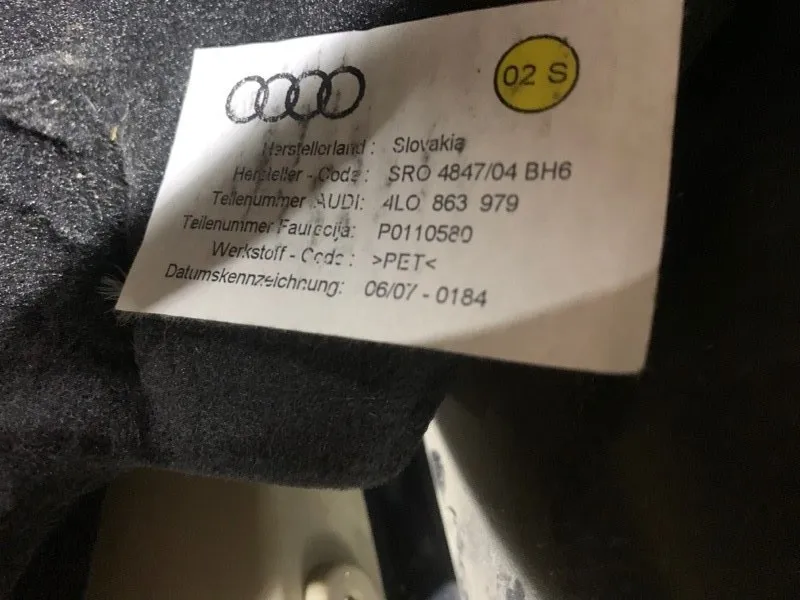 02 S
Herstellerland : Slovakia
Hersteller - Code : SRO 4847/04 BH6
Teilenummer AUDI: 4L0 863 979
Teilenummer Faurecija: P0110580
Werkstoff - Code : >PET<
Datumskennzeichnung: 06/07 - 0184